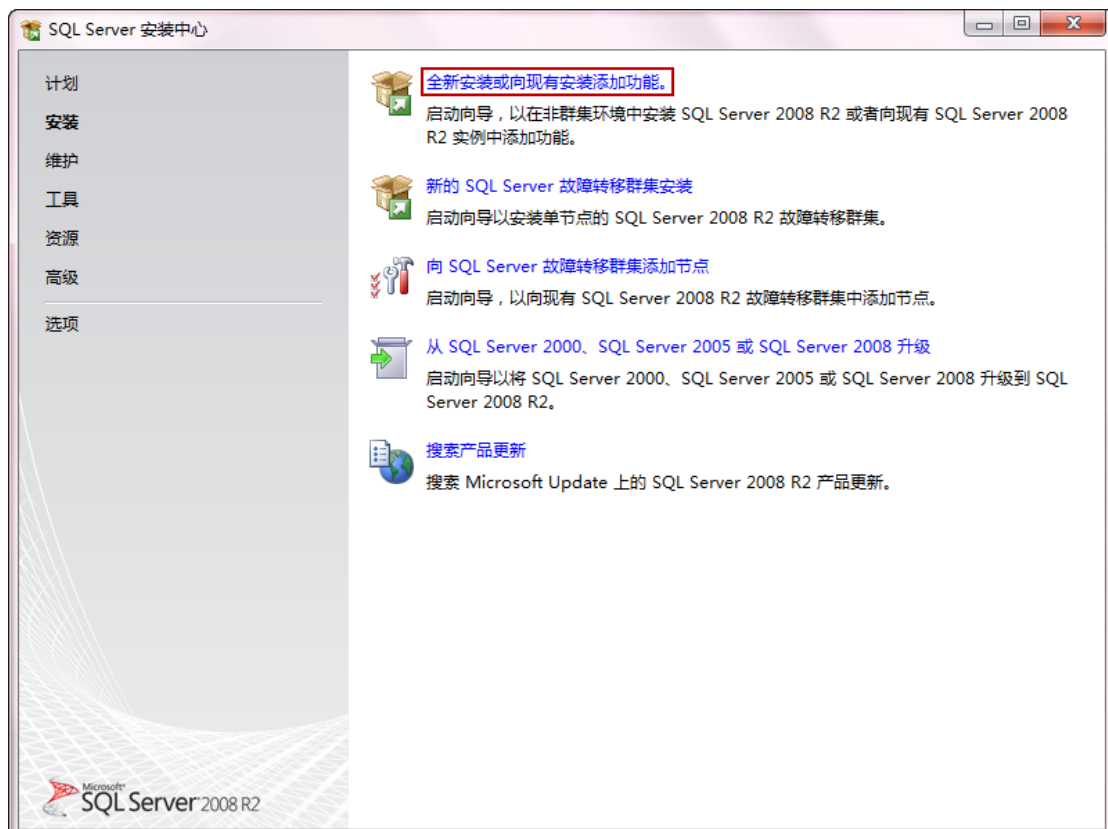 SQL Server 安装中心
计划
安装
维护
工具
资源
高级
选项
全新安装或向现有安装添加功能。
启动向导，以在非群集环境中安装 SQL Server 2008 R2 或者向现有 SQL Server 2008
R2 实例中添加功能。
新的 SQL Server 故障转移群集安装
启动向导以安装单节点的 SQL Server 2008 R2 故障转移群集。
向 SQL Server 故障转移群集添加节点
启动向导，以向现有 SQL Server 2008 R2 故障转移群集中添加节点。
从 SQL Server 2000、SQL Server 2005 或 SQL Server 2008 升级
启动向导以将 SQL Server 2000、SQL Server 2005 或 SQL Server 2008 升级到 SQL
Server 2008 R2。
搜索产品更新
搜索 Microsoft Update 上的 SQL Server 2008 R2 产品更新。
Microsoft
SQL Server 2008 R2